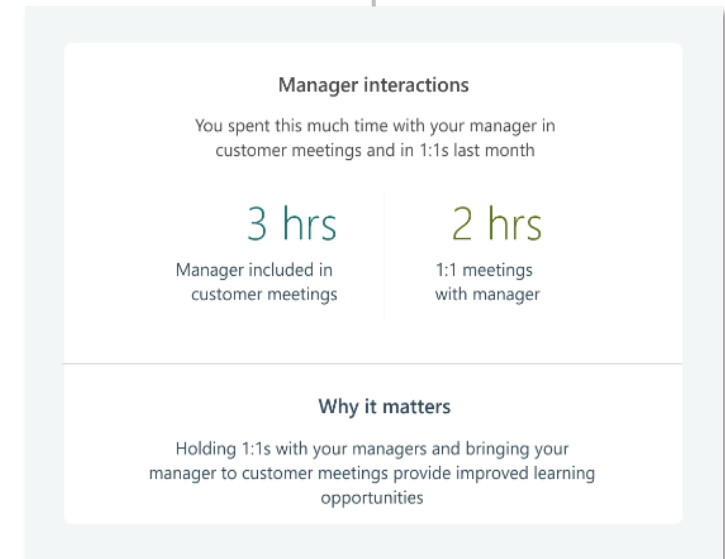 Manager interactions
You spent this much time with your manager in
customer meetings and in 1:1s last month
3 hrs
Manager included in
customer meetings
2 hrs
1:1 meetings
with manager
Why it matters
Holding 1:1s with your managers and bringing your
manager to customer meetings provide improved learning
opportunities